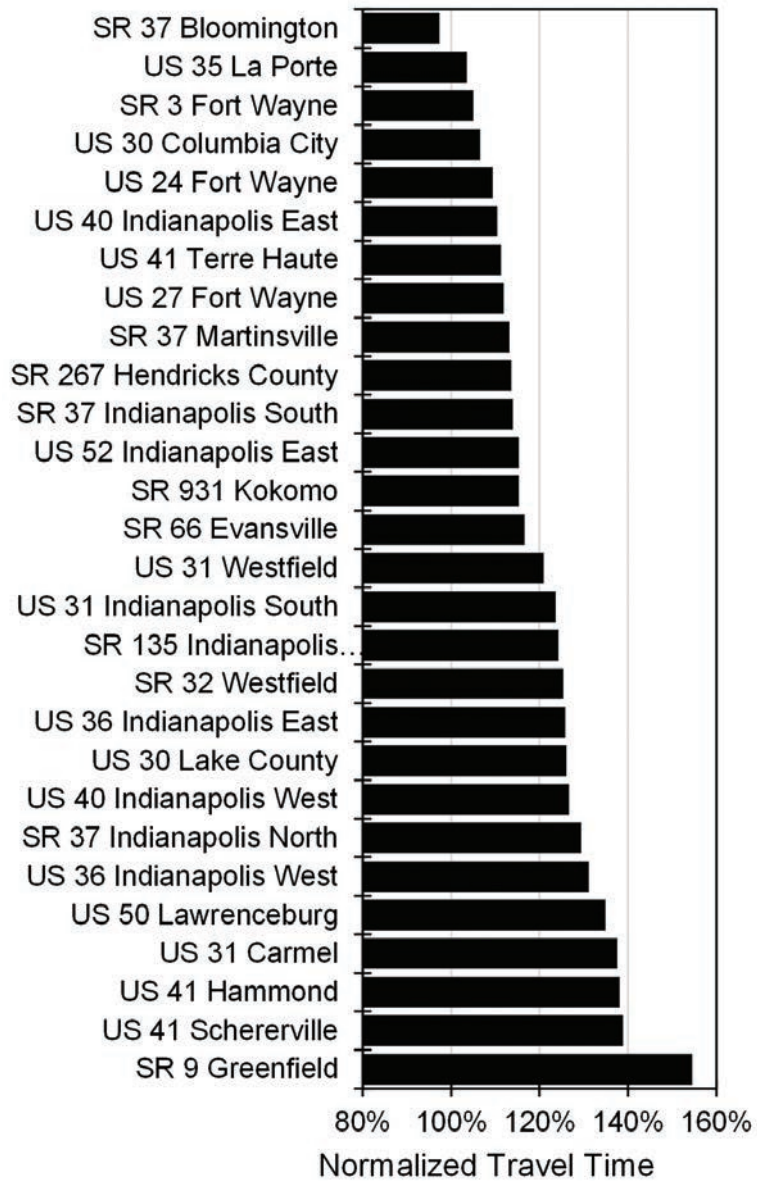 SR 37 Bloomington
US 35 La Porte
SR 3 Fort Wayne
US 30 Columbia City
US 24 Fort Wayne
US 40 Indianapolis East
US 41 Terre Haute
US 27 Fort Wayne
SR 37 Martinsville
SR 267 Hendricks County
SR 37 Indianapolis South
US 52 Indianapolis East
SR 931 Kokomo
SR 66 Evansville
US 31 Westfield
US 31 Indianapolis South
SR 135 Indianapolis…
SR 32 Westfield
US 36 Indianapolis East
US 30 Lake County
US 40 Indianapolis West
SR 37 Indianapolis North
US 36 Indianapolis West
US 50 Lawrenceburg
US 31 Carmel
US 41 Hammond
US 41 Schererville
SR 9 Greenfield
80% 100% 120% 140% 160%
Normalized Travel Time